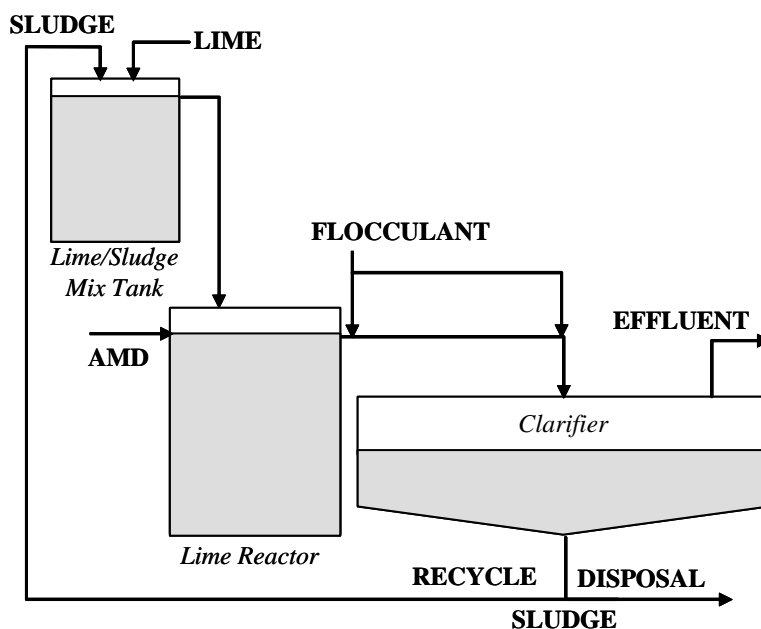 SLUDGE
LIME
Lime/Sludge
Mix Tank
FLOCCULANT
EFFLUENT
AMD
Clarifier
Lime Reactor
RECYCLE
DISPOSAL
SLUDGE